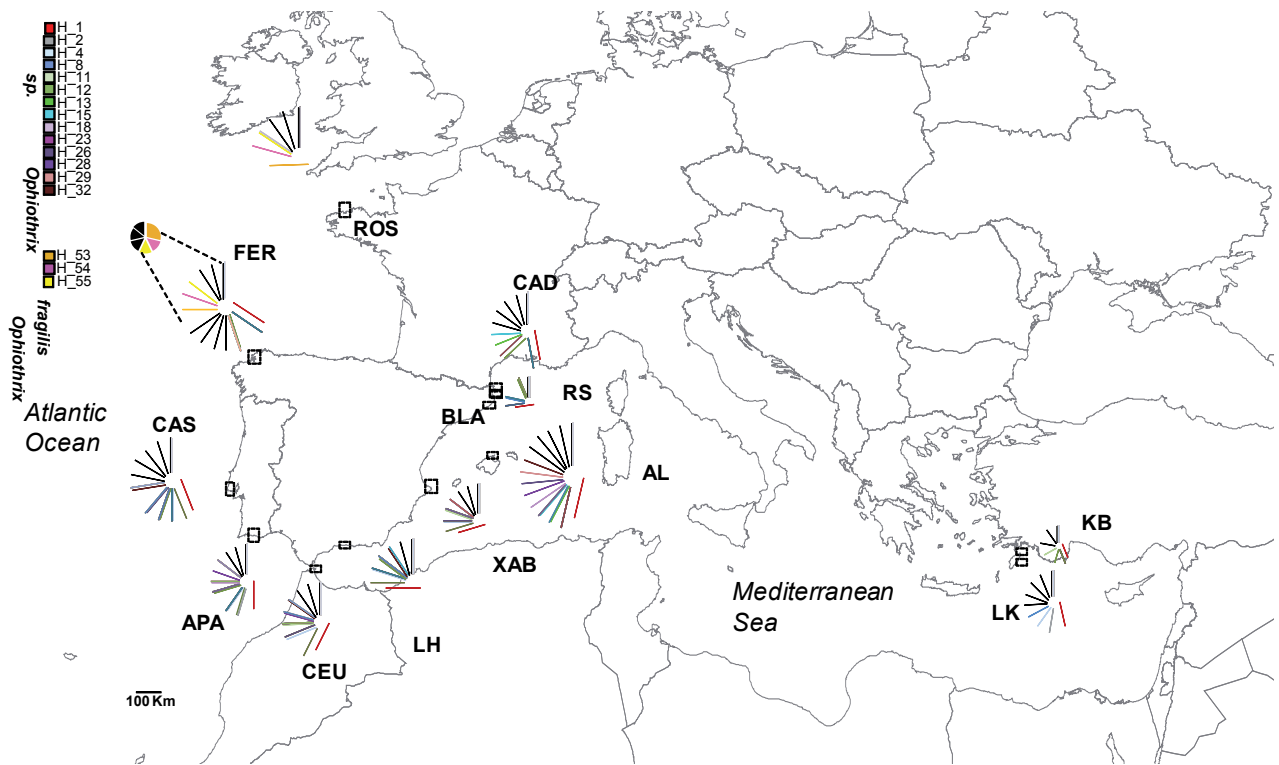 H_1
H_2
H_4
H_8
H_11
H_12
H_13
H_15
H_18
H_23
H_26
H_28
H_29
H_32
sp.
Ophiothrix
H_53
H_54
H_55
fragilis
Ophiothrix
ROS
FER
CAD
RS
BLA
Atlantic
Ocean
CAS
AL
KB
XAB
Mediterranean
Sea
LK
APA
LH
CEU
100 Km